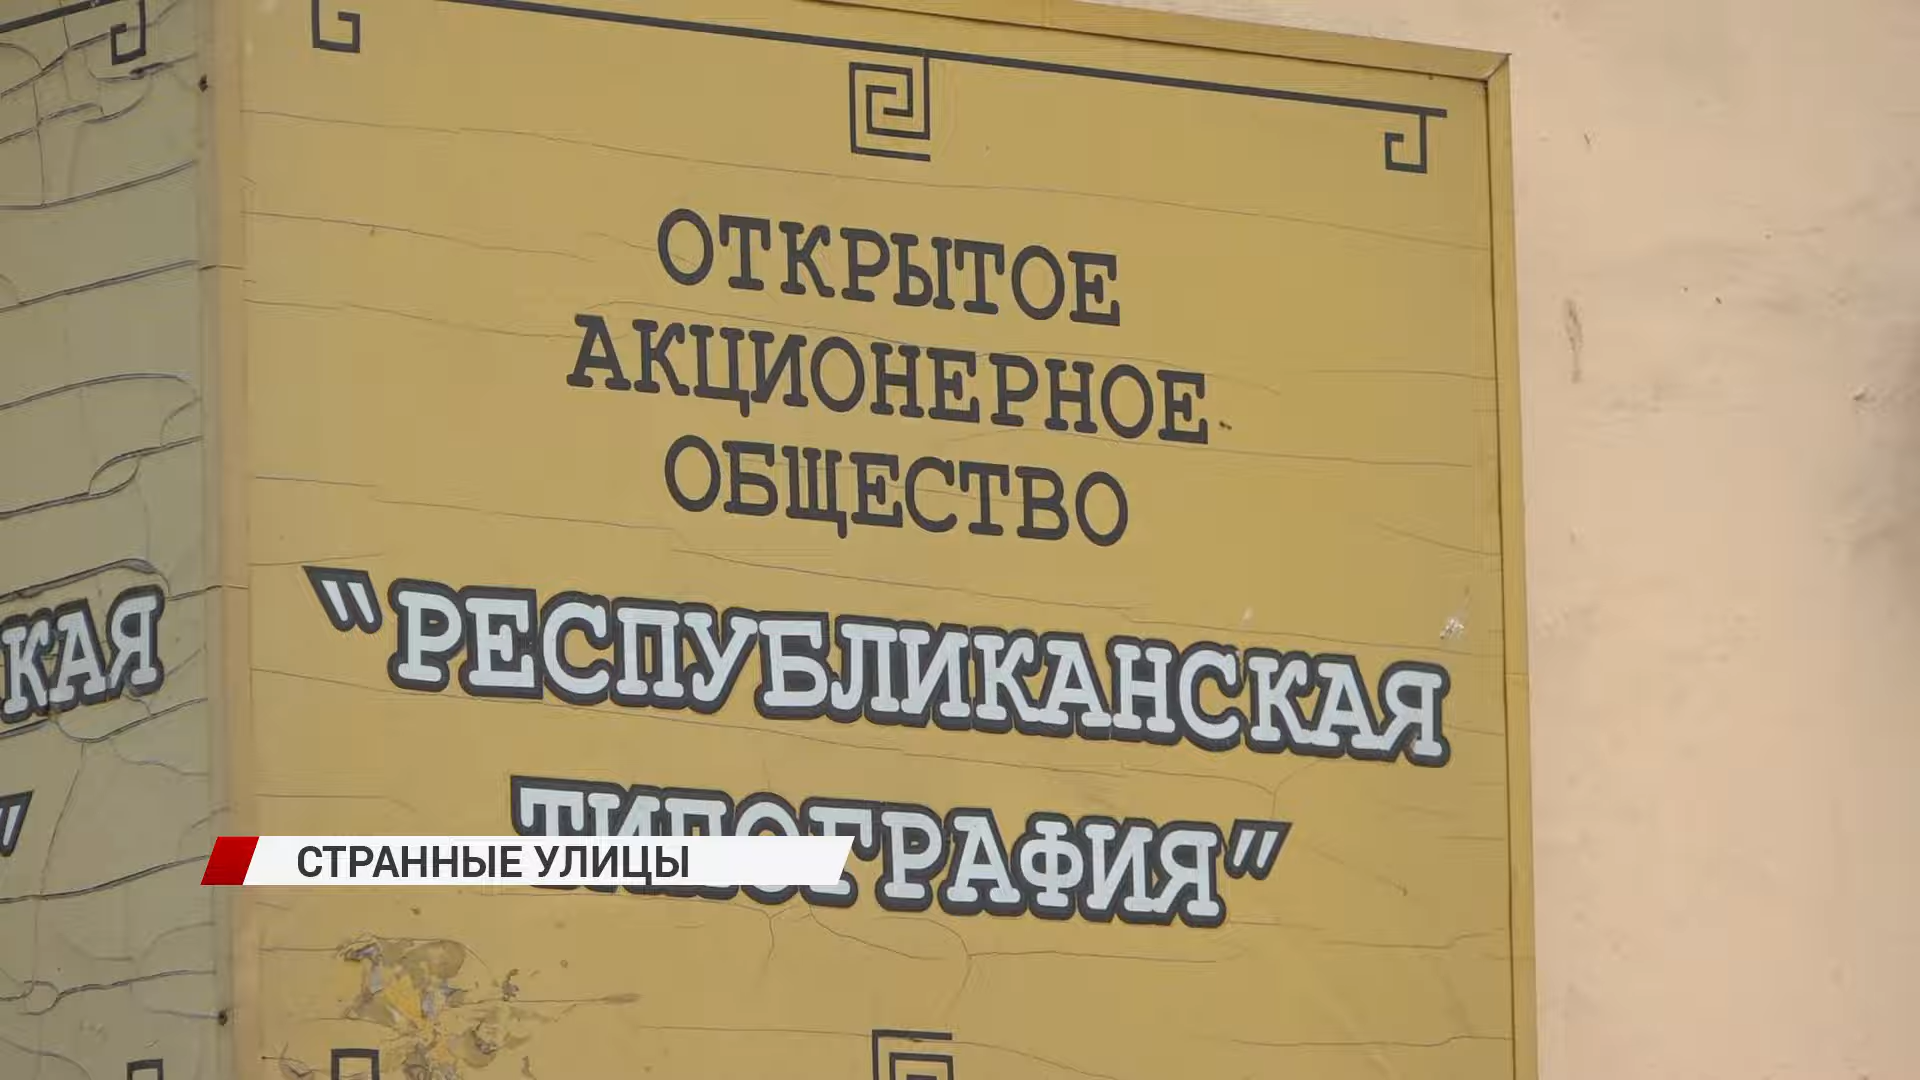 ОТКРЫТОЕ
АКЦИОНЕРНОЕ
ОБЩЕСТВО
"РЕСПУБЛИКАНСКАЯ
ТИПОГРАФИЯ"
КАЯ
"
СТРАННЫЕ УЛИЦЫ